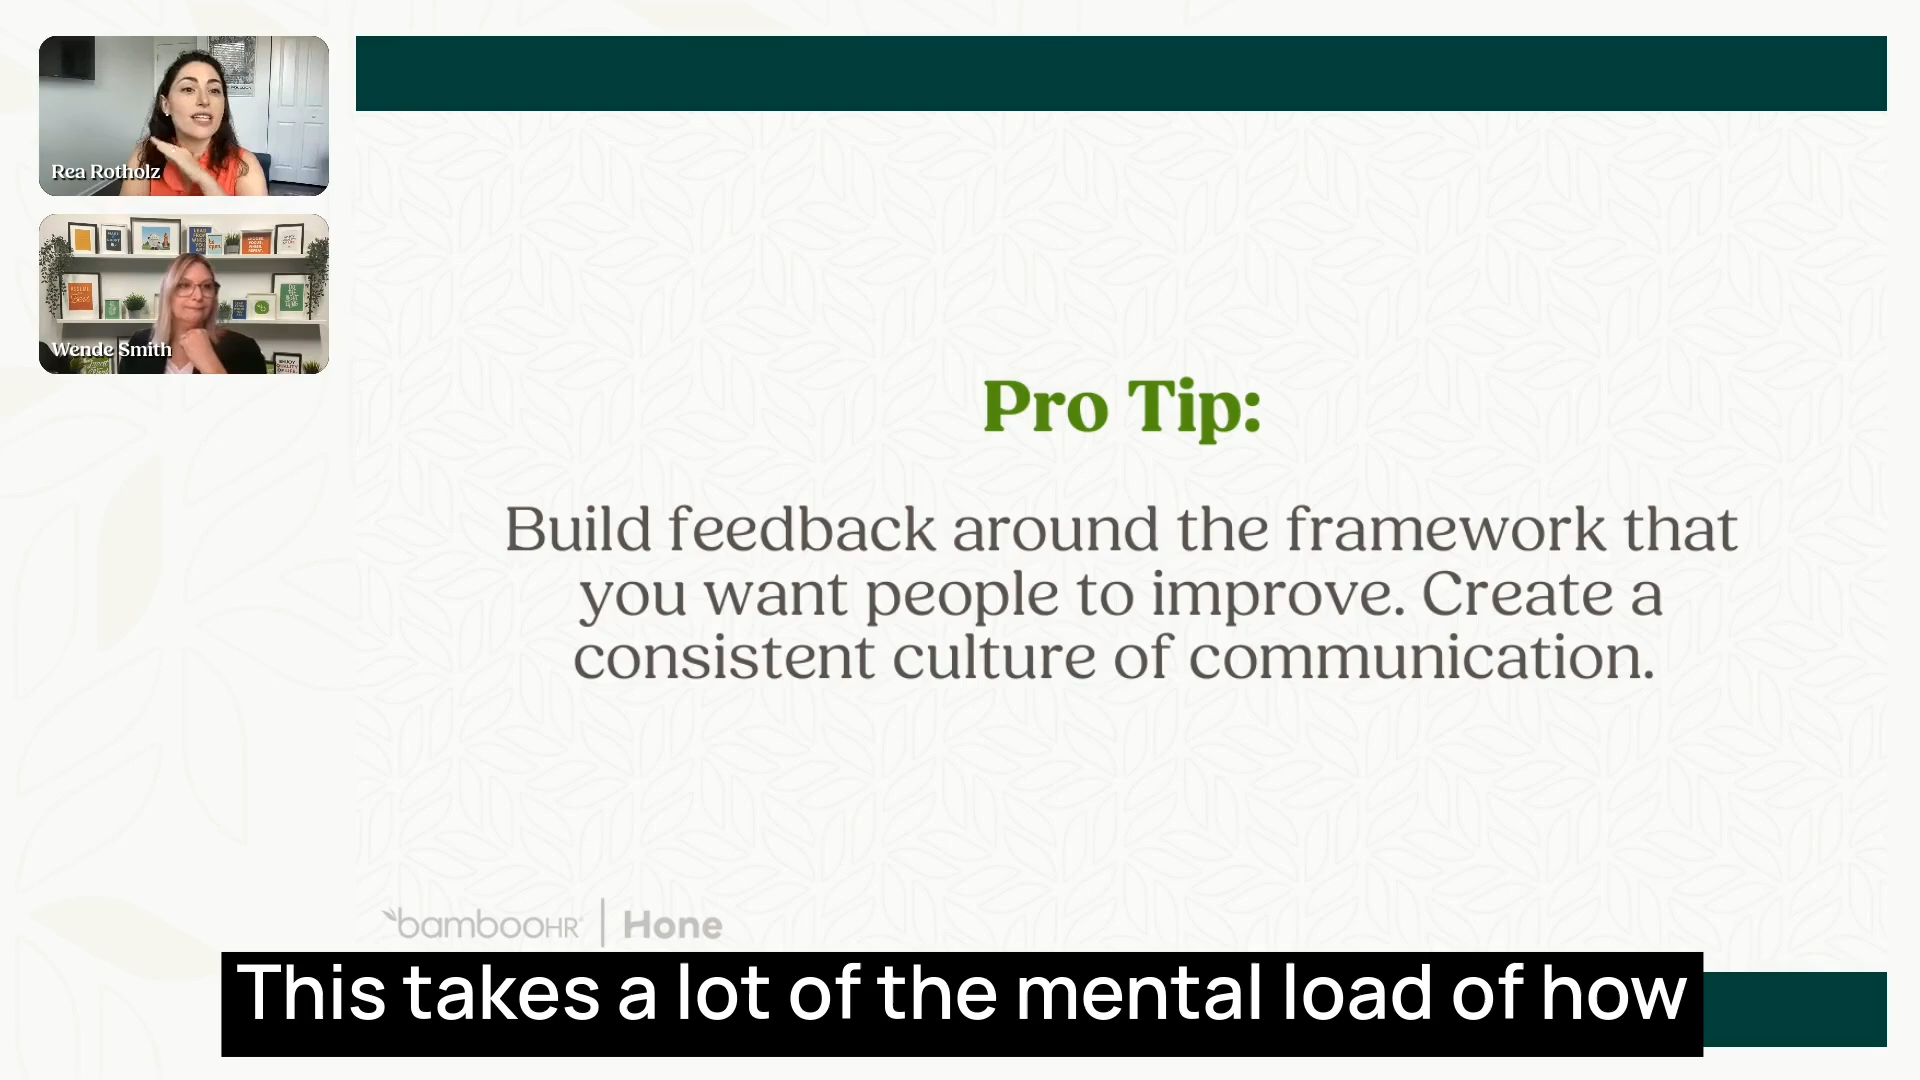 Rea Rotholz
Wende Smith
Pro Tip:
Build feedback around the framework that
you want people to improve. Create a
consistent culture of communication.
bambooHR | Hone
This takes a lot of the mental load of how